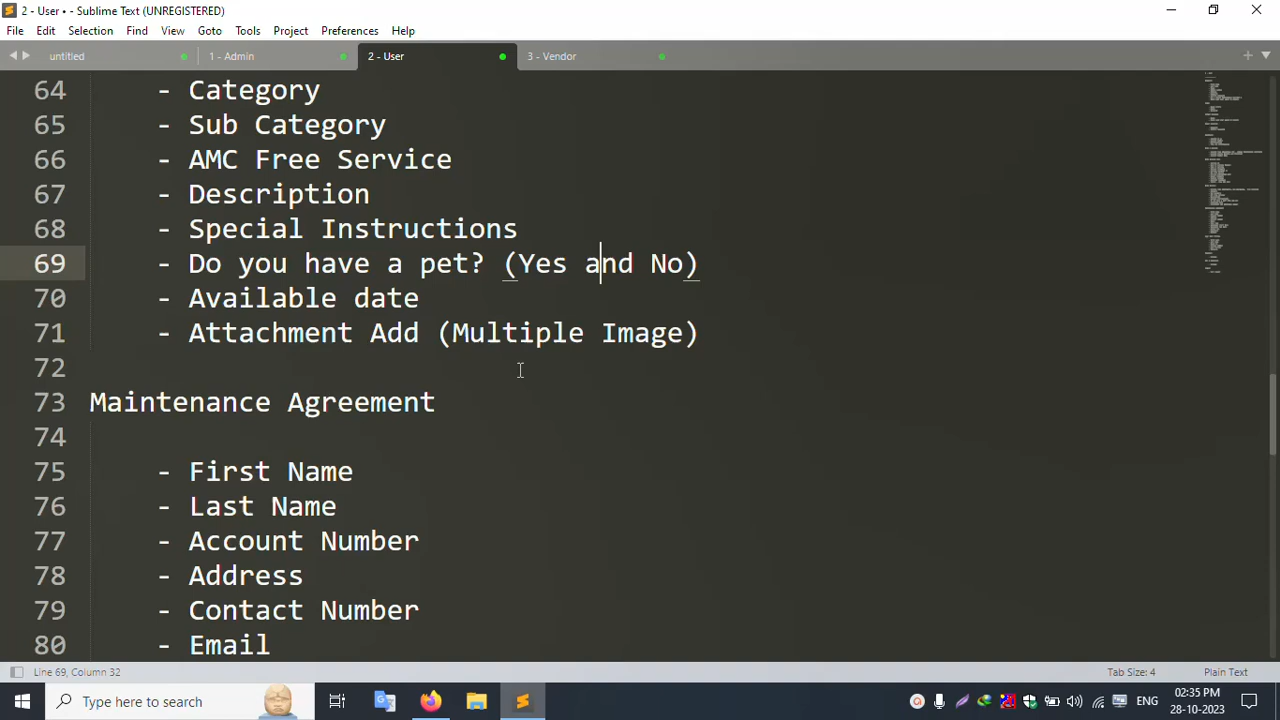 2 - User • - Sublime Text (UNREGISTERED)
File Edit Selection Find View Goto Tools Project Preferences Help
untitled 1 - Admin 2 - User 3 - Vendor
64 - Category
65 - Sub Category
66 - AMC Free Service
67 - Description
68 - Special Instructions
69 - Do you have a pet? (Yes and No)
70 - Available date
71 - Attachment Add (Multiple Image)
72
73 Maintenance Agreement
74
75 - First Name
76 - Last Name
77 - Account Number
78 - Address
79 - Contact Number
80 - Email
Line 69, Column 32 Tab Size: 4 Plain Text
Type here to search ENG 02:35 PM
28-10-2023